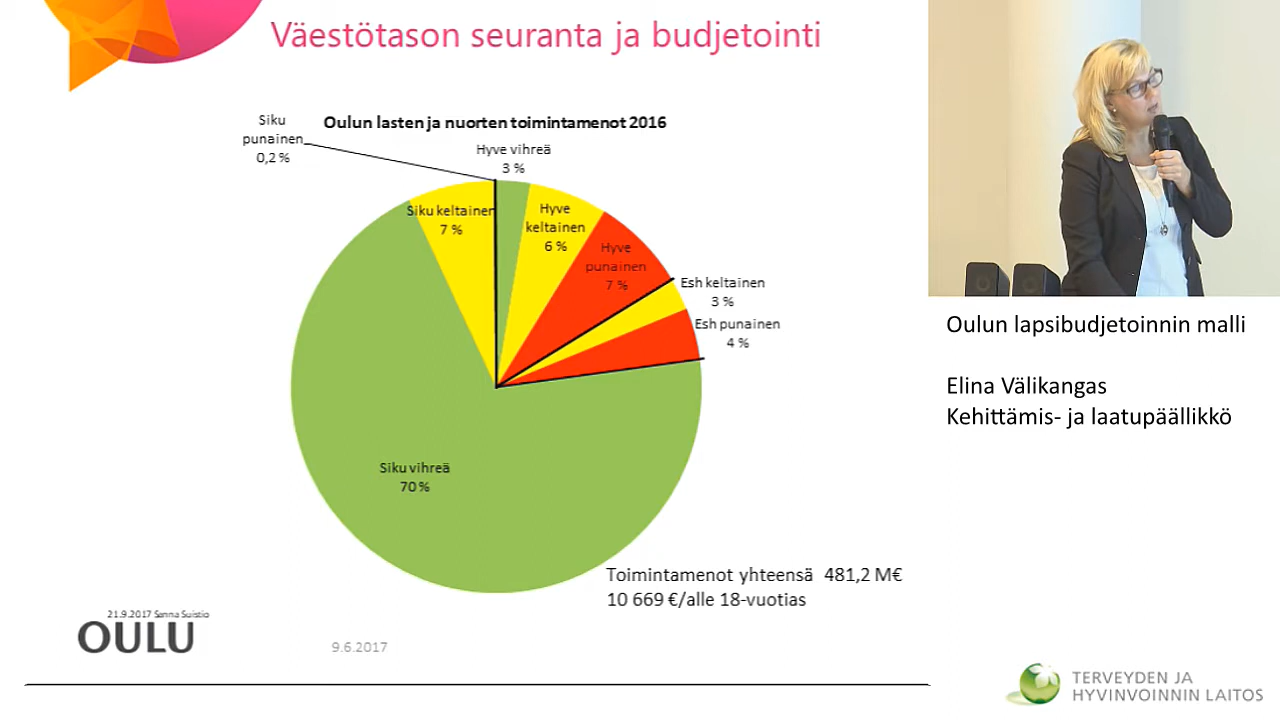 Väestötason seuranta ja budjetointi
Oulun lasten ja nuorten toimintamenot 2016
Siku
punainen
0,2 %
Hyve vihreä
3 %
Siku keltainen
7 %
Hyve
keltainen
6 %
Hyve
punainen
7 %
Esh keltainen
3 %
Esh punainen
4 %
Siku vihreä
70 %
Toimintamenot yhteensä 481,2 M€
10 669 €/alle 18-vuotias
21.9.2017 Sanna Suistio
OULU
9.6.2017
Oulun lapsibudjetoinnin malli
Elina Välikangas
Kehittämis- ja laatupäällikkö
TERVEYDEN JA
HYVINVOINNIN LAITOS